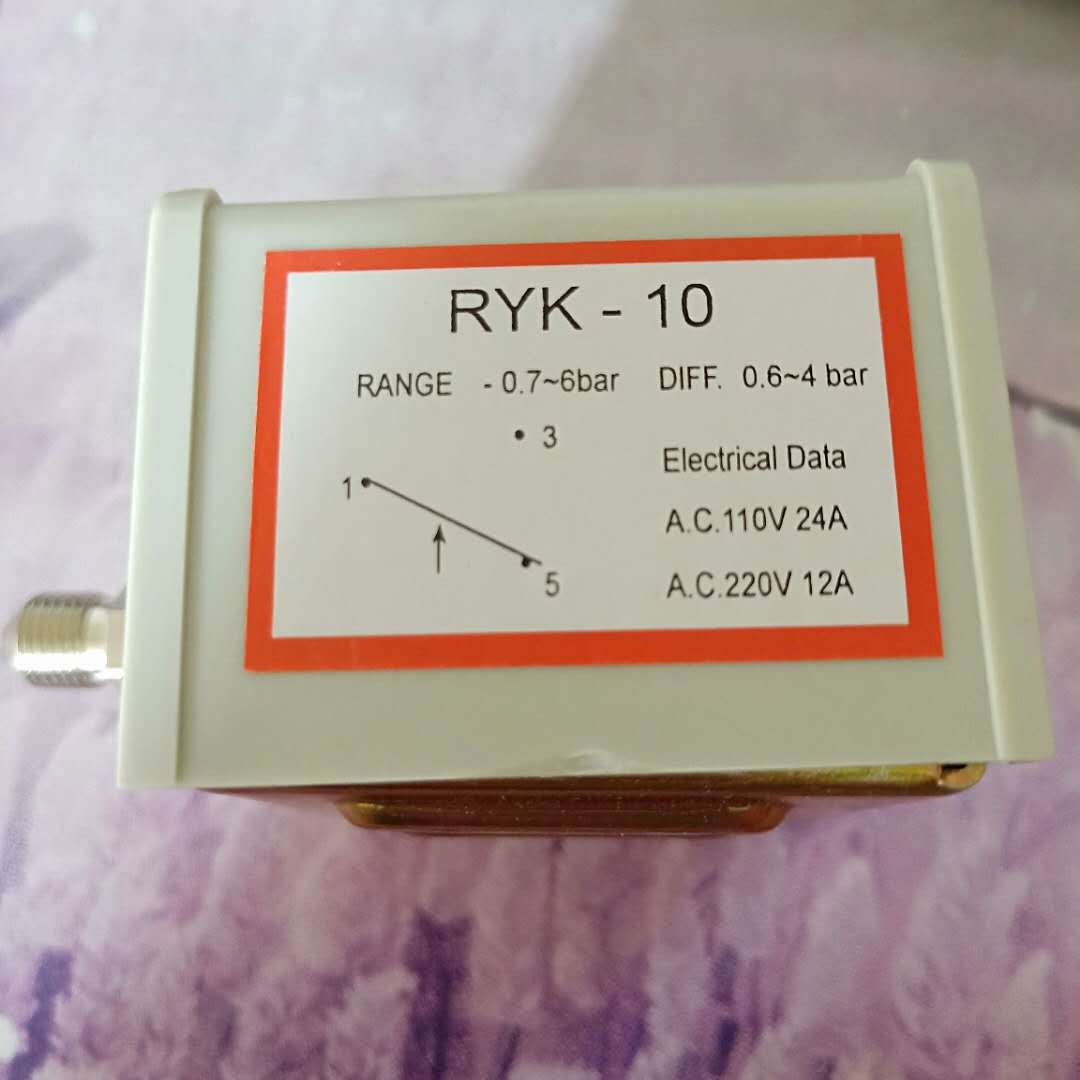 RYK - 10
RANGE - 0.7~6bar DIFF. 0.6~4 bar
3
1
5
Electrical Data
A.C.110V 24A
A.C.220V 12A